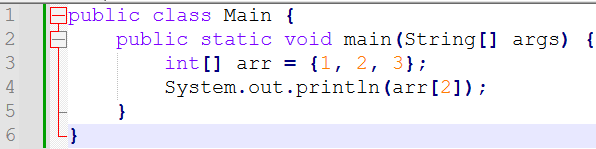 1 public class Main {
2     public static void main(String[] args) {
3         int[] arr = {1, 2, 3};
4         System.out.println(arr[2]);
5     }
6 }